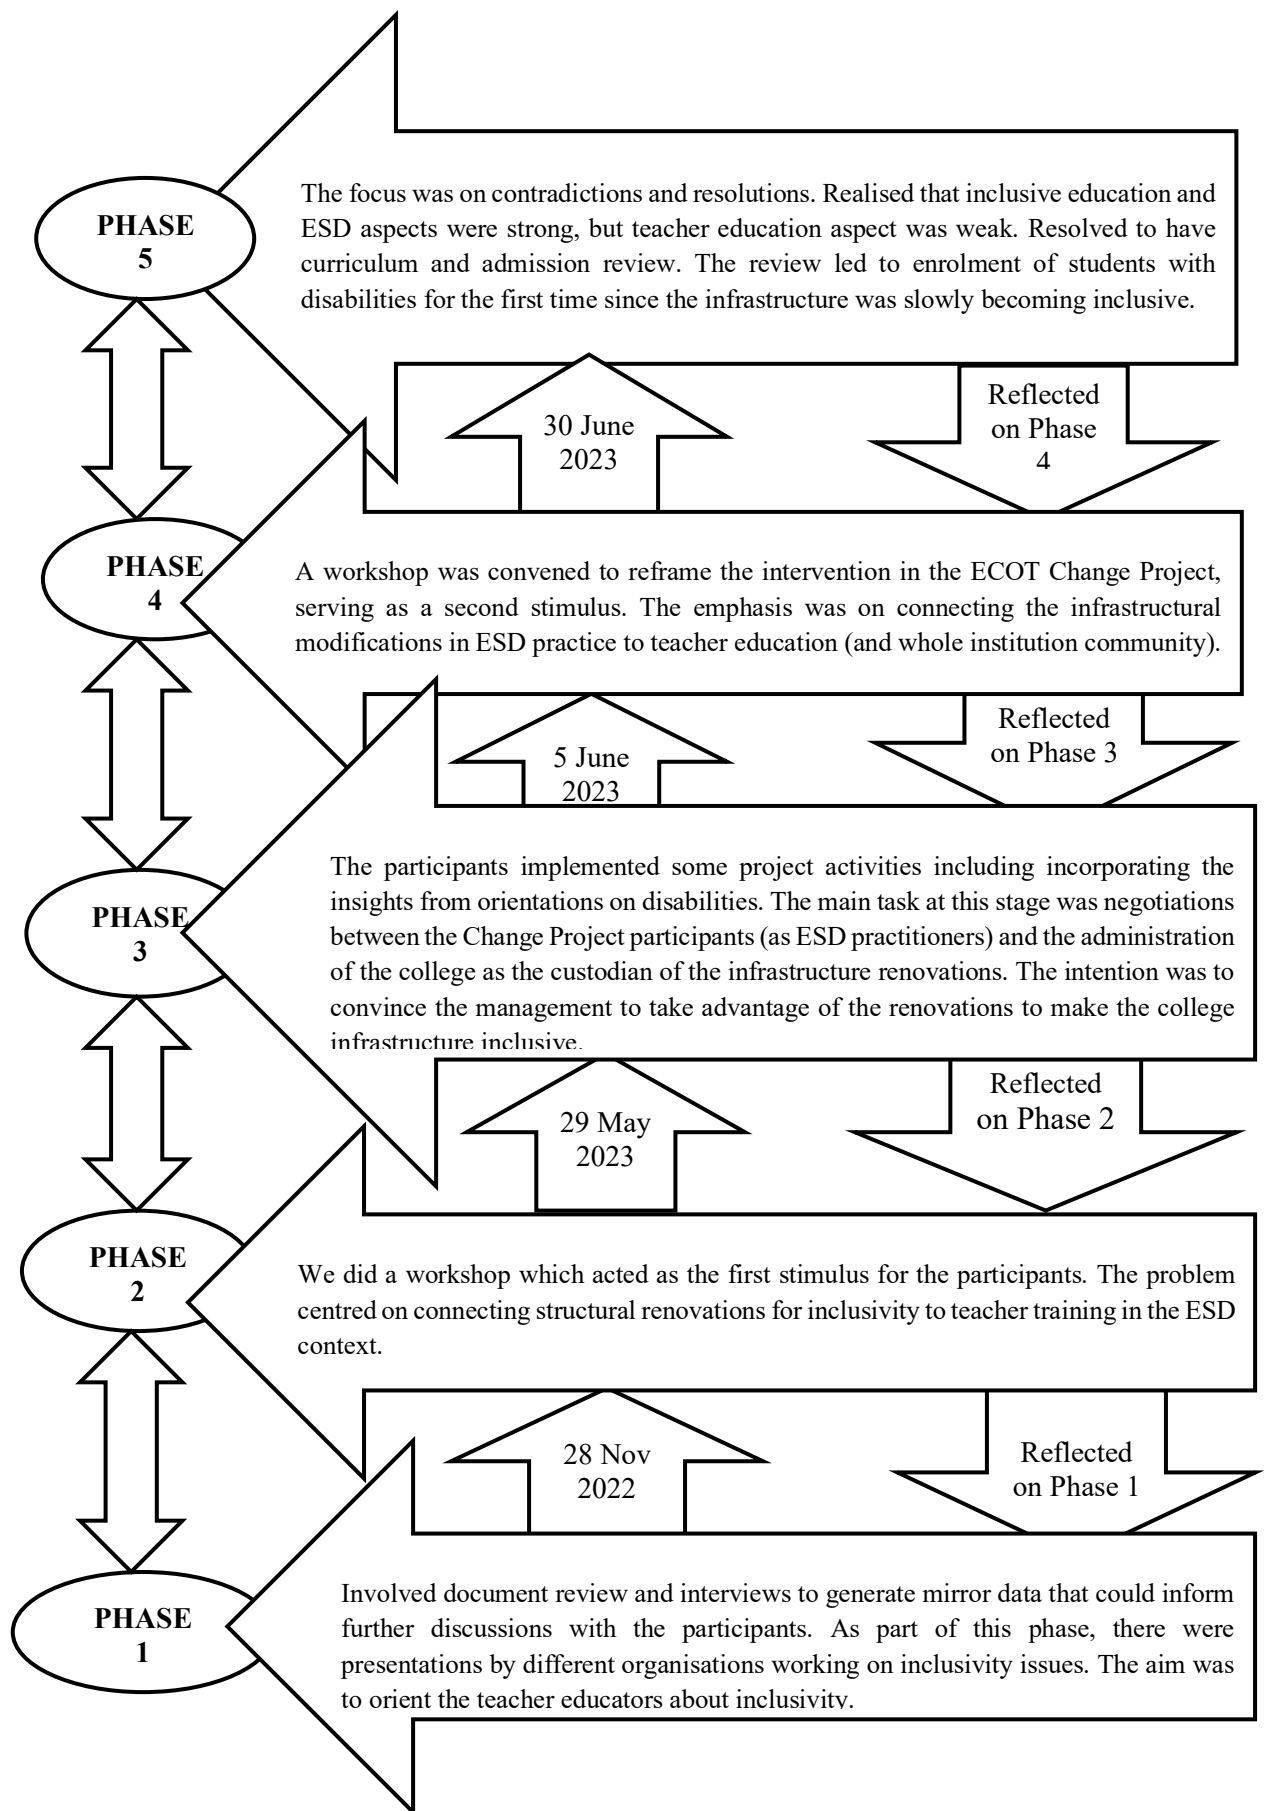 PHASE
5
The focus was on contradictions and resolutions. Realised that inclusive education and
ESD aspects were strong, but teacher education aspect was weak. Resolved to have
curriculum and admission review. The review led to enrolment of students with
disabilities for the first time since the infrastructure was slowly becoming inclusive.
30 June
2023
Reflected
on Phase
4
PHASE
4
A workshop was convened to reframe the intervention in the ECOT Change Project,
serving as a second stimulus. The emphasis was on connecting the infrastructural
modifications in ESD practice to teacher education (and whole institution community).
5 June
2023
Reflected
on Phase 3
PHASE
3
The participants implemented some project activities including incorporating the
insights from orientations on disabilities. The main task at this stage was negotiations
between the Change Project participants (as ESD practitioners) and the administration
of the college as the custodian of the infrastructure renovations. The intention was to
convince the management to take advantage of the renovations to make the college
infrastructure inclusive.
29 May
2023
Reflected
on Phase 2
PHASE
2
We did a workshop which acted as the first stimulus for the participants. The problem
centred on connecting structural renovations for inclusivity to teacher training in the ESD
context.
28 Nov
2022
Reflected
on Phase 1
PHASE
1
Involved document review and interviews to generate mirror data that could inform
further discussions with the participants. As part of this phase, there were
presentations by different organisations working on inclusivity issues. The aim was
to orient the teacher educators about inclusivity.